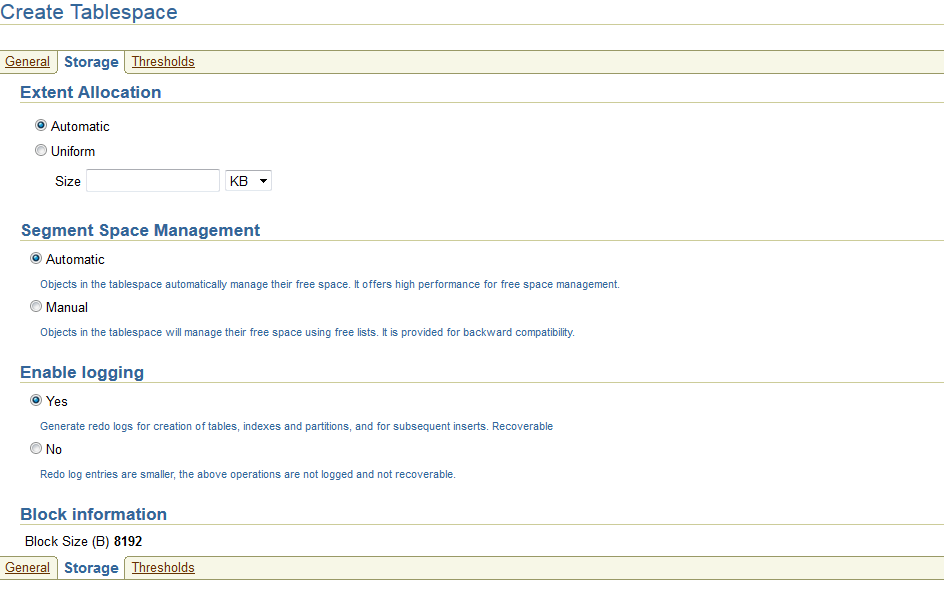 Create Tablespace
General Storage Thresholds
Extent Allocation
Automatic
Uniform
Size KB
Segment Space Management
Automatic
Objects in the tablespace automatically manage their free space. It offers high performance for free space management.
Manual
Objects in the tablespace will manage their free space using free lists. It is provided for backward compatibility.
Enable logging
Yes
Generate redo logs for creation of tables, indexes and partitions, and for subsequent inserts. Recoverable
No
Redo log entries are smaller, the above operations are not logged and not recoverable.
Block information
Block Size (B) 8192
General Storage Thresholds